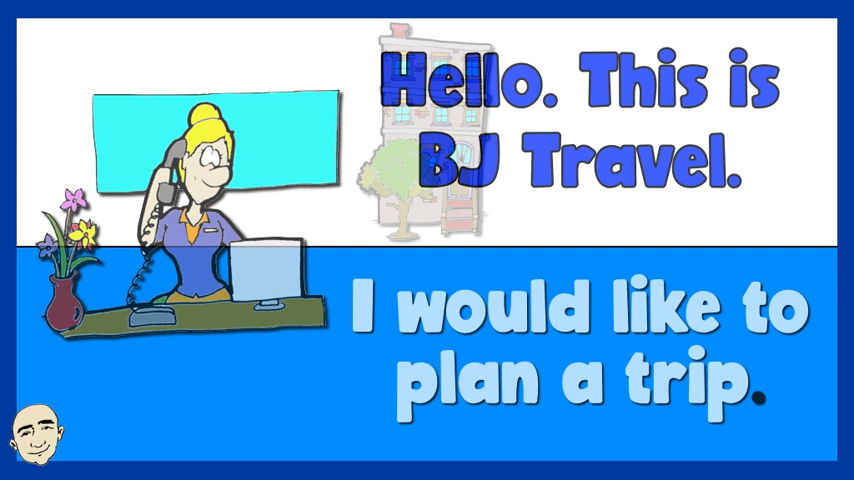 Hello. This is
BJ Travel.
I would like to
plan a trip.